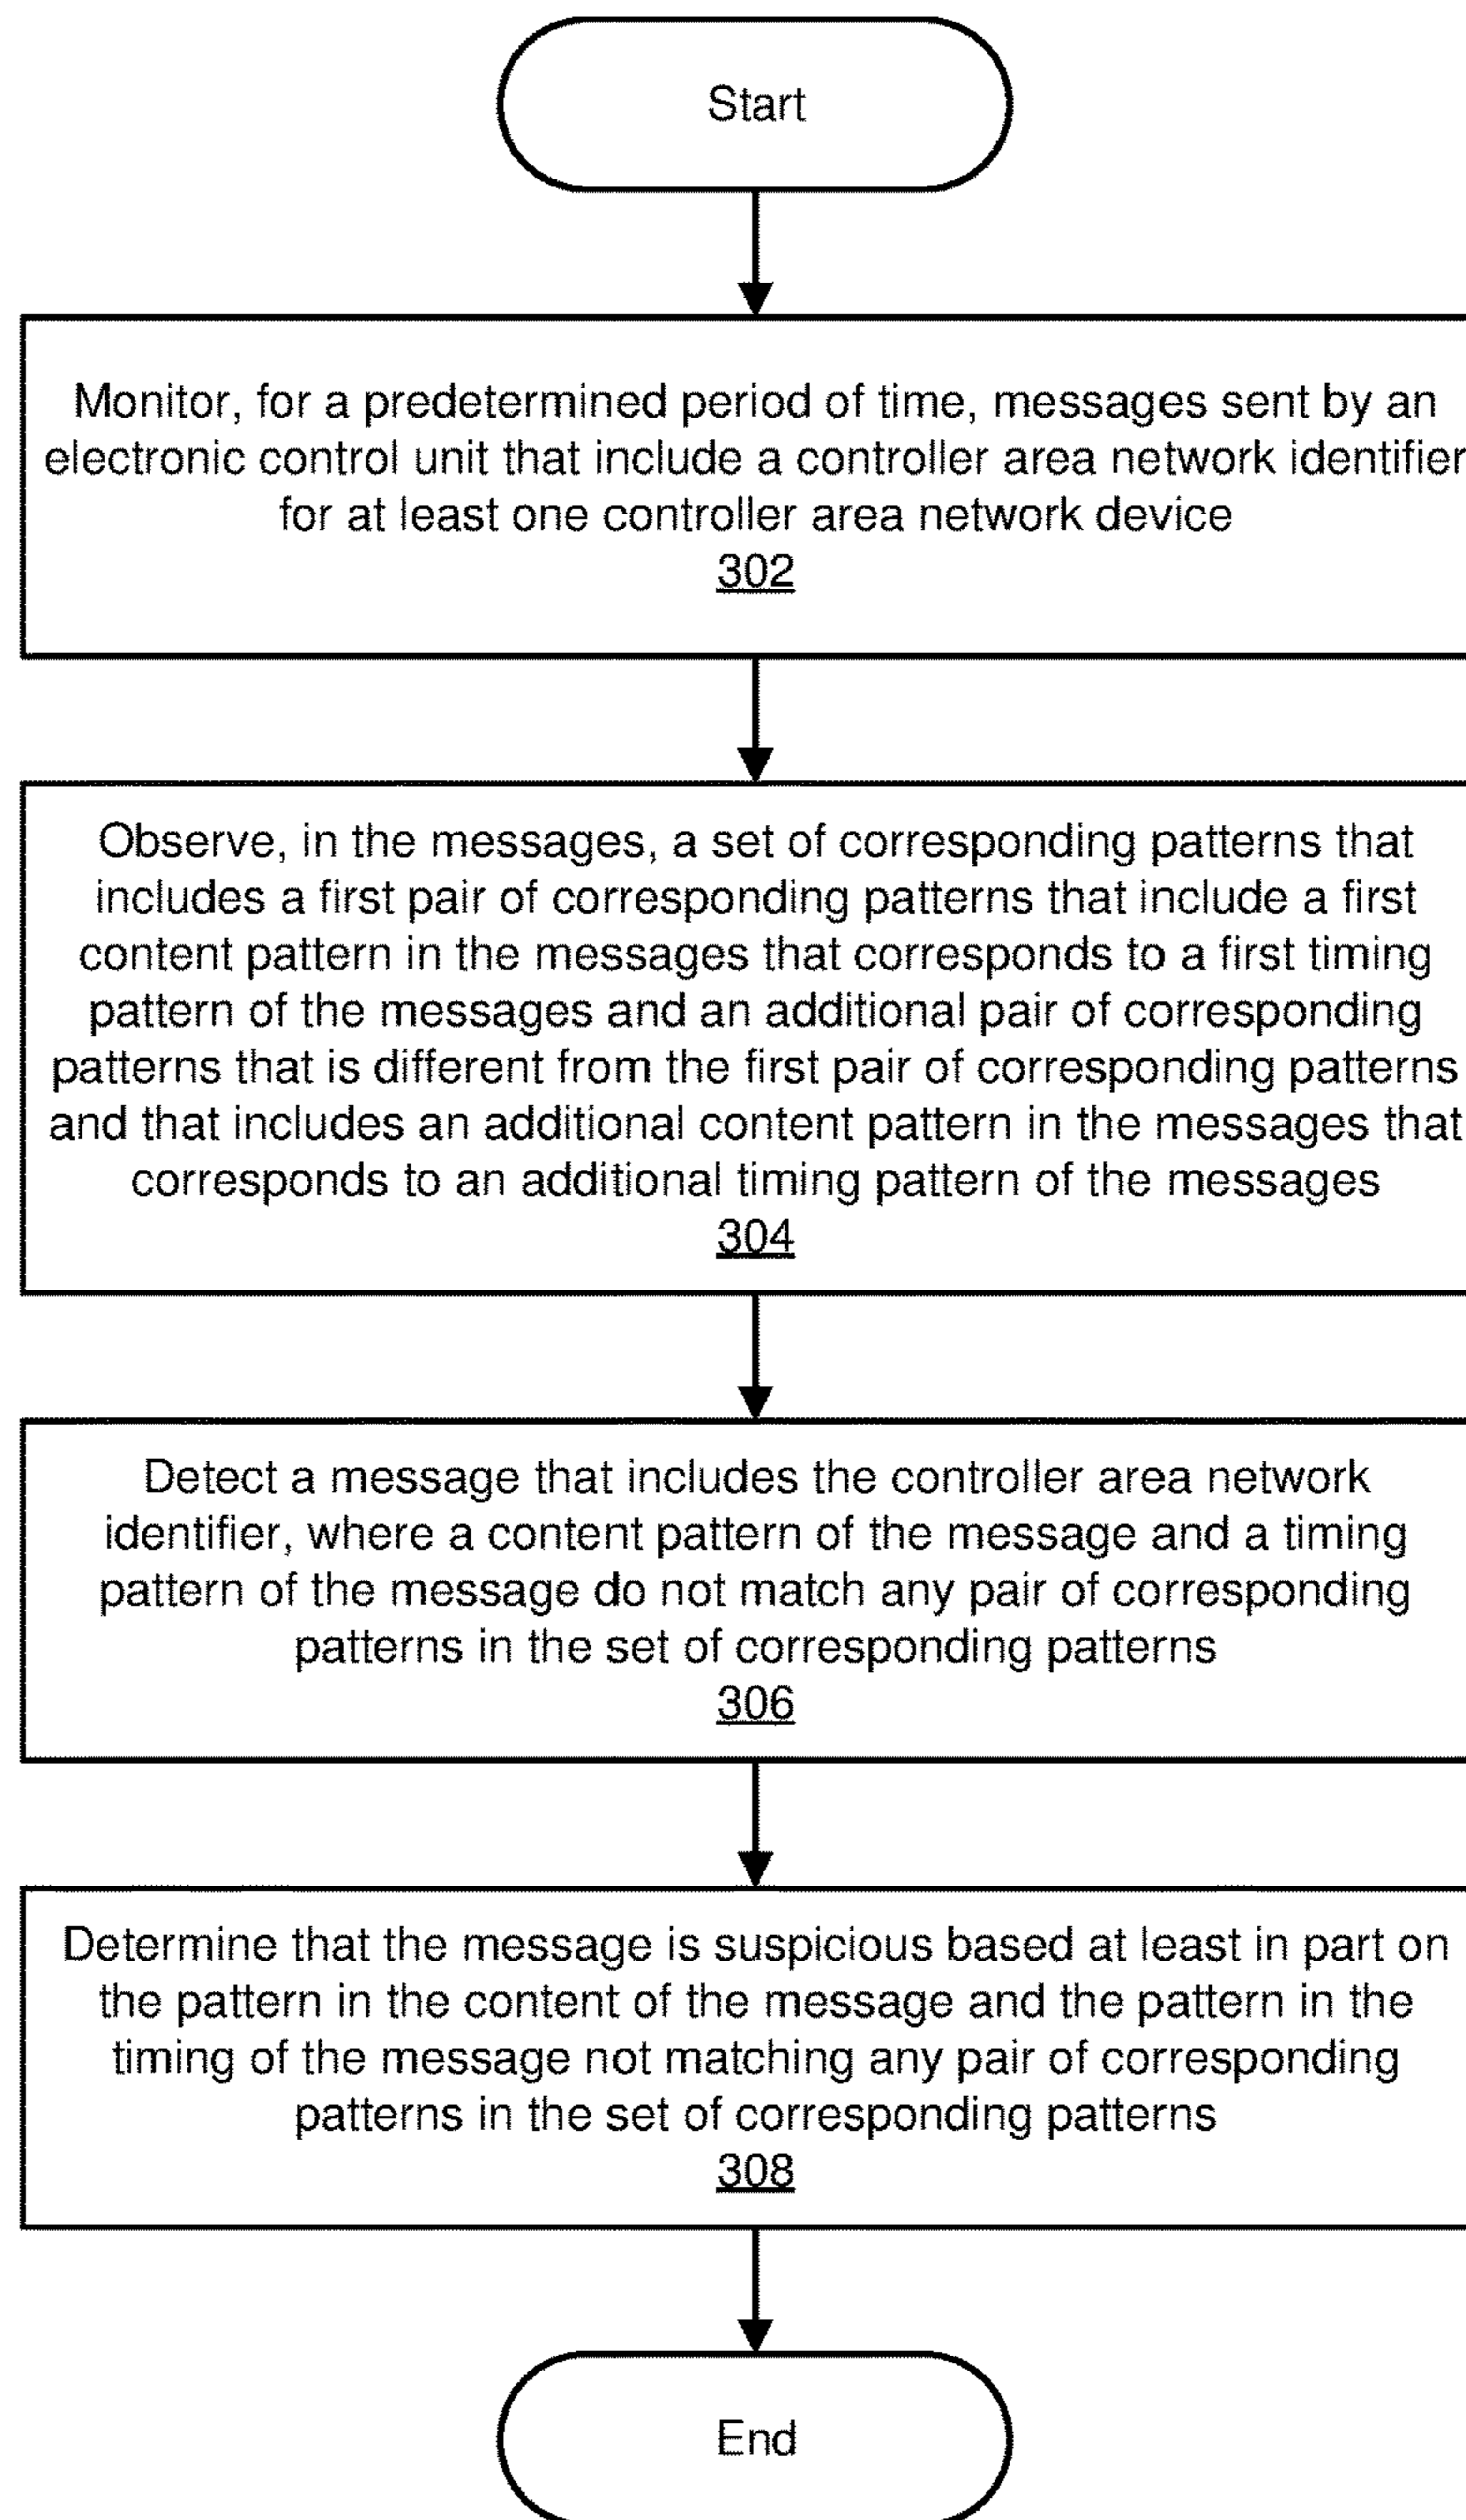 Start
Monitor, for a predetermined period of time, messages sent by an
electronic control unit that include a controller area network identifier
for at least one controller area network device
302
Observe, in the messages, a set of corresponding patterns that
includes a first pair of corresponding patterns that include a first
content pattern in the messages that corresponds to a first timing
pattern of the messages and an additional pair of corresponding
patterns that is different from the first pair of corresponding patterns
and that includes an additional content pattern in the messages that
corresponds to an additional timing pattern of the messages
304
Detect a message that includes the controller area network
identifier, where a content pattern of the message and a timing
pattern of the message do not match any pair of corresponding
patterns in the set of corresponding patterns
306
Determine that the message is suspicious based at least in part on
the pattern in the content of the message and the pattern in the
timing of the message not matching any pair of corresponding
patterns in the set of corresponding patterns
308
End